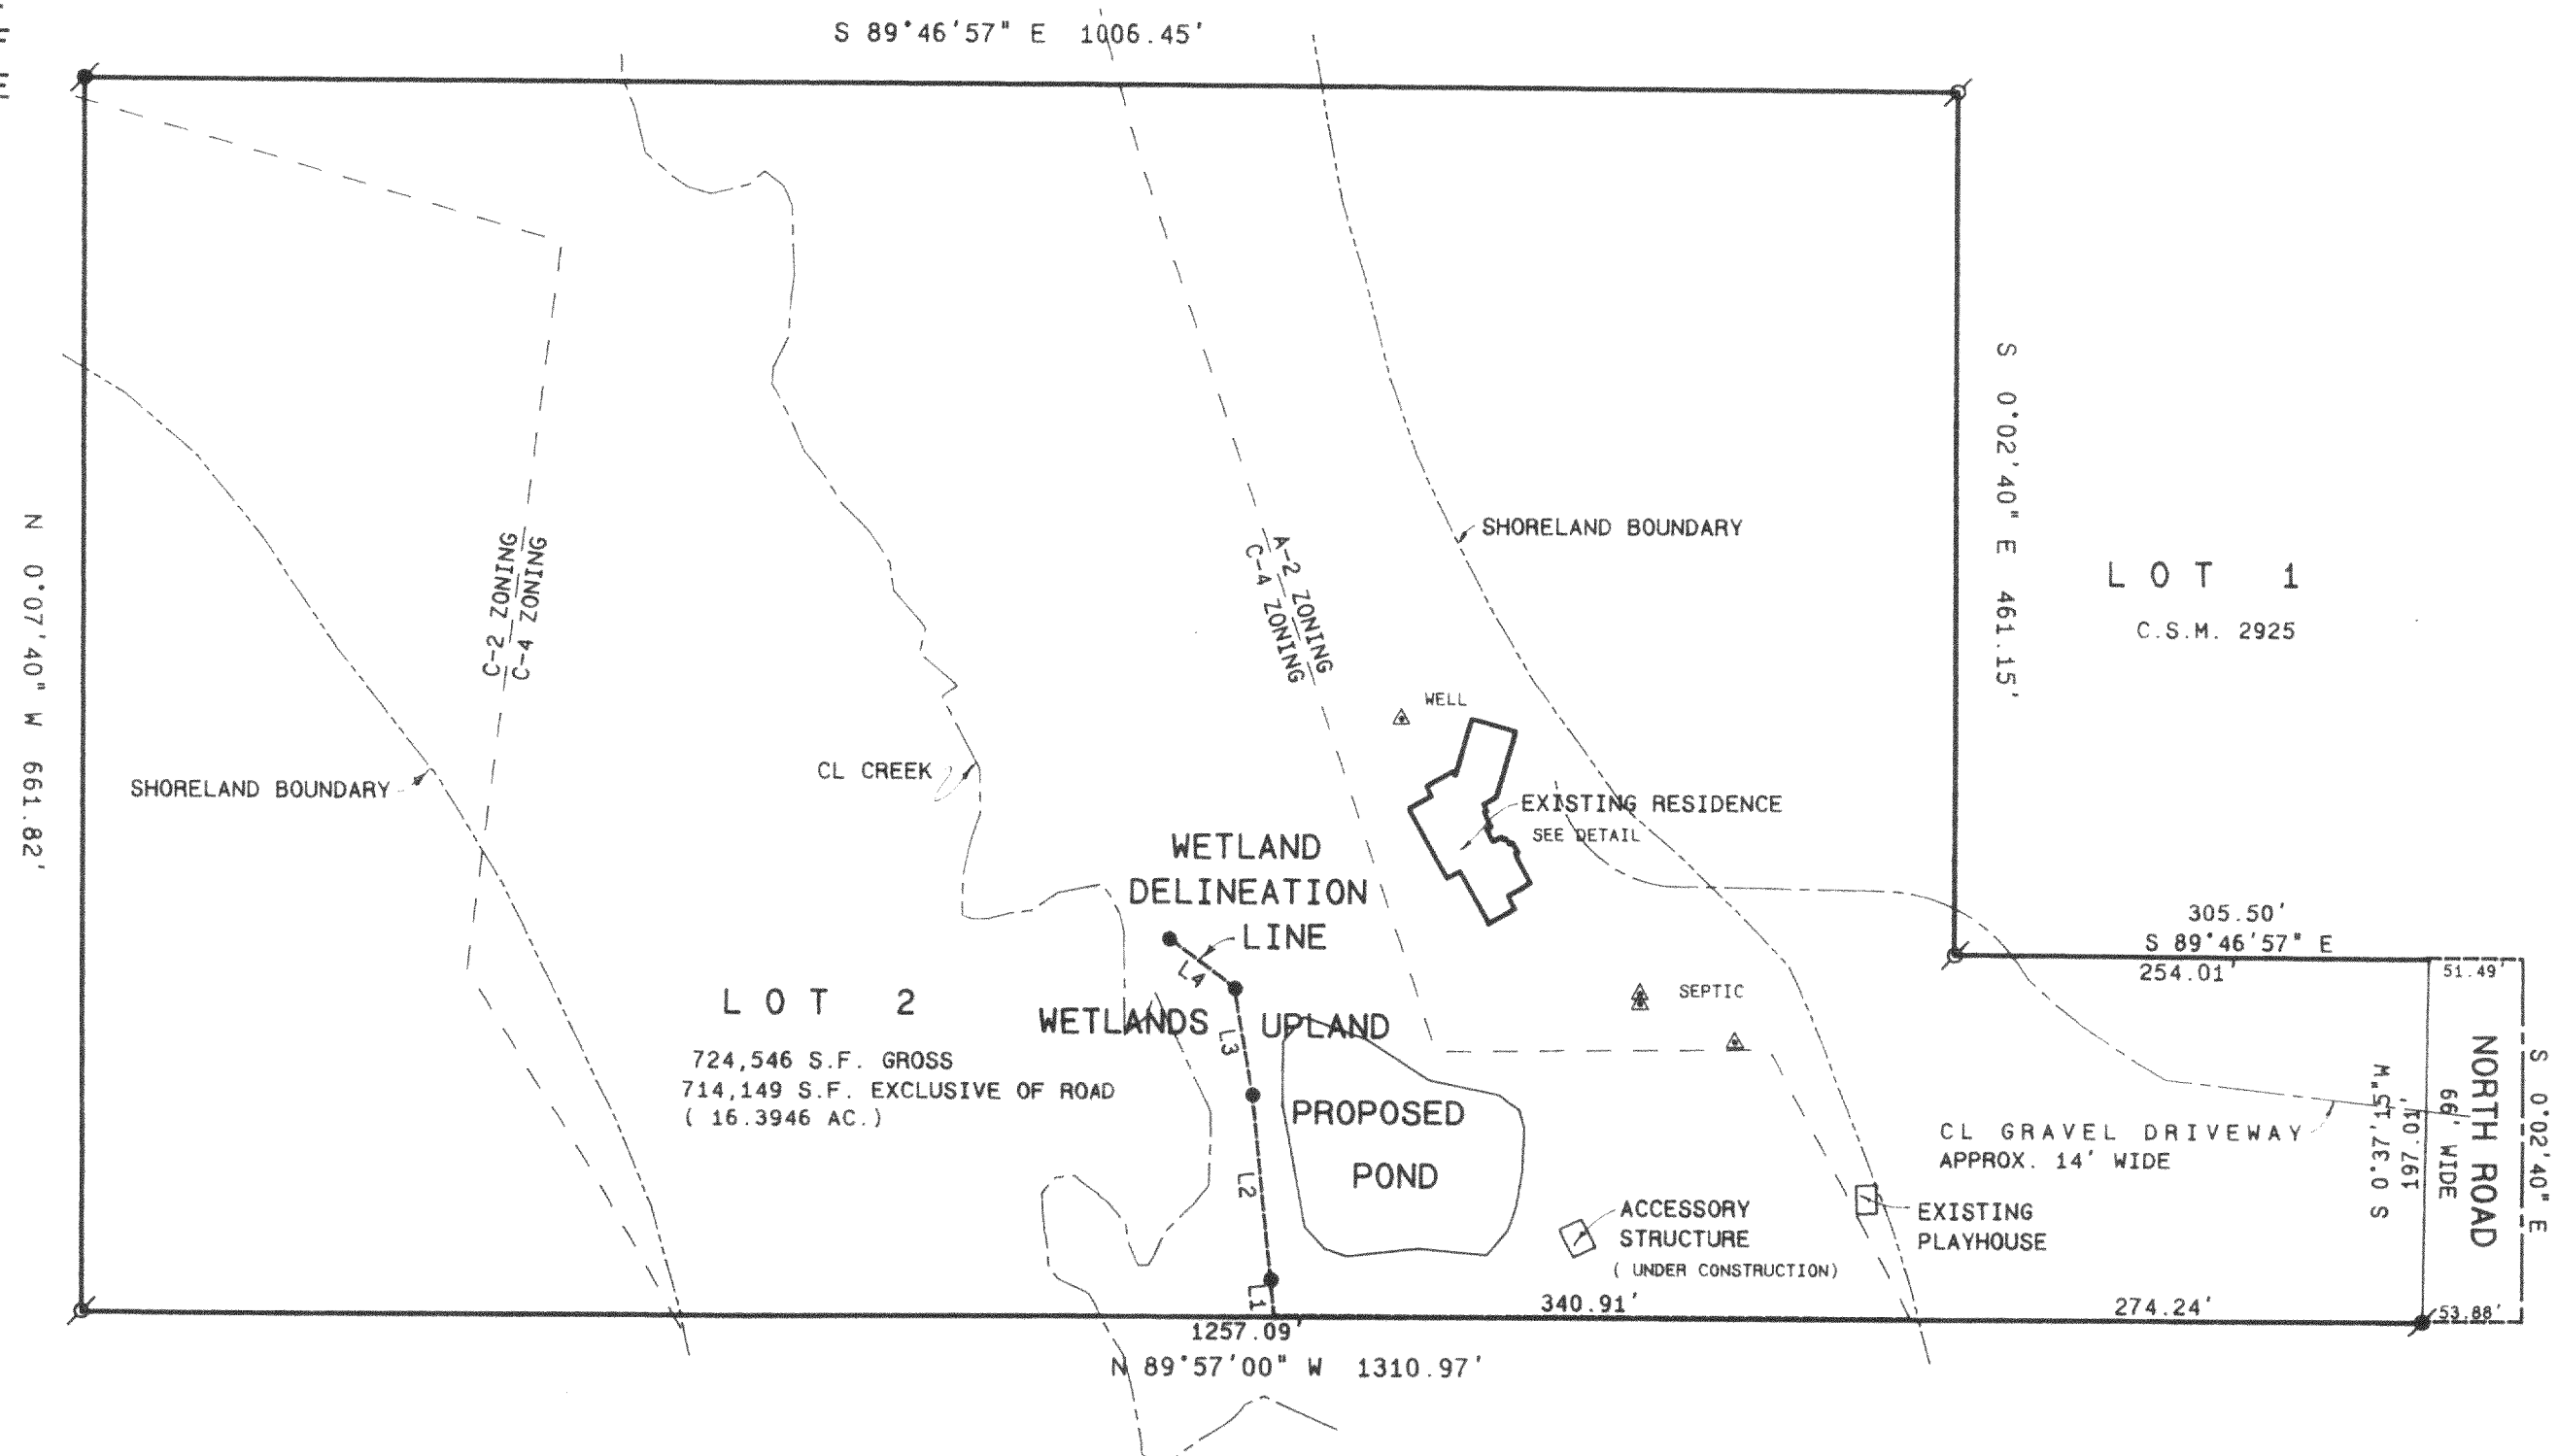 S 89°46'57" E 1006.45'
N 0°07'40" W 661.82'
S 0°02'40" E 461.15'
SHORELAND BOUNDARY
C-2 ZONING
C-4 ZONING
A-2 ZONING
C-4 ZONING
LOT 1
C.S.M. 2925
WELL
SHORELAND BOUNDARY
CL CREEK
EXISTING RESIDENCE
SEE DETAIL
WETLAND
DELINEATION
LINE
L4
L3
L2
L1
305.50'
S 89°46'57" E
254.01'
51.49'
LOT 2
724,546 S.F. GROSS
714,149 S.F. EXCLUSIVE OF ROAD
( 16.3946 AC.)
WETLANDS
UPLAND
SEPTIC
PROPOSED
POND
CL GRAVEL DRIVEWAY
APPROX. 14' WIDE
S 0°37'15" W
197.01'
66' WIDE
NORTH ROAD
S 0°02'40" E
ACCESSORY
STRUCTURE
( UNDER CONSTRUCTION)
EXISTING
PLAYHOUSE
340.91'
274.24'
53.88'
1257.09'
N 89°57'00" W 1310.97'